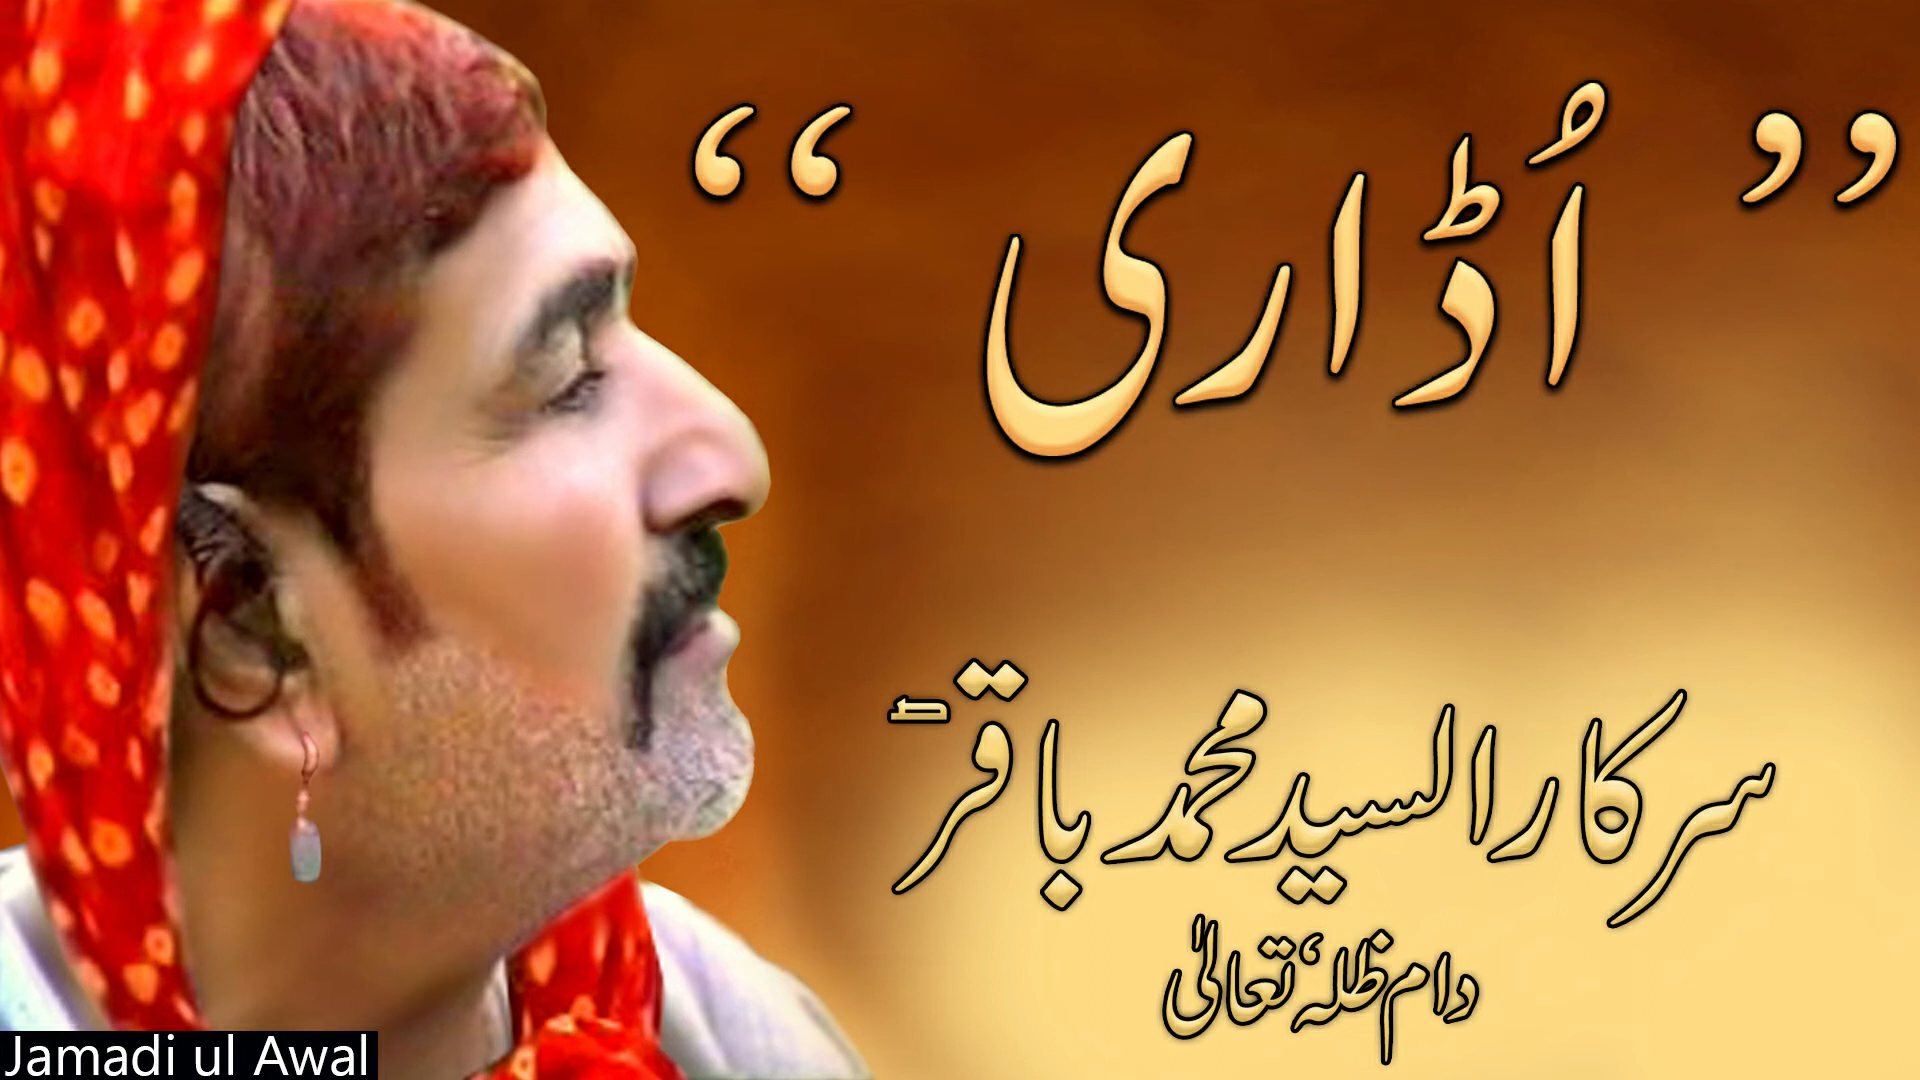 ” اُڈاری “
سرکار السید محمد باقرؔ
دام ظلہٗ تعالیٰ
Jamadi ul Awal